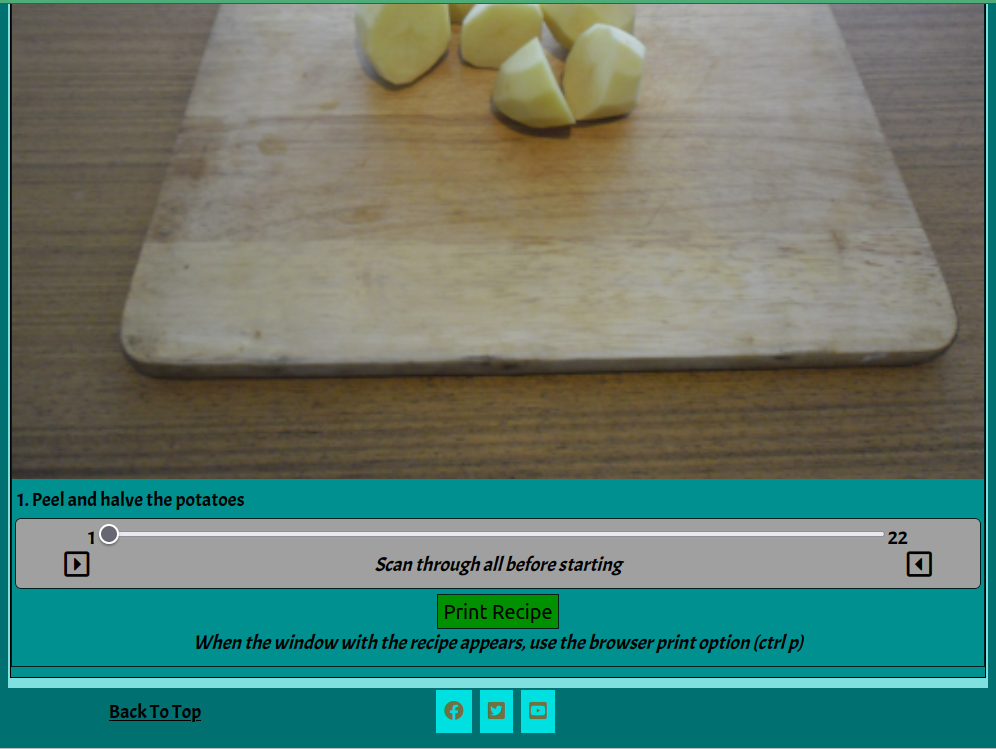 1. Peel and halve the potatoes
1 22
Scan through all before starting
Print Recipe
When the window with the recipe appears, use the browser print option (ctrl p)
Back To Top